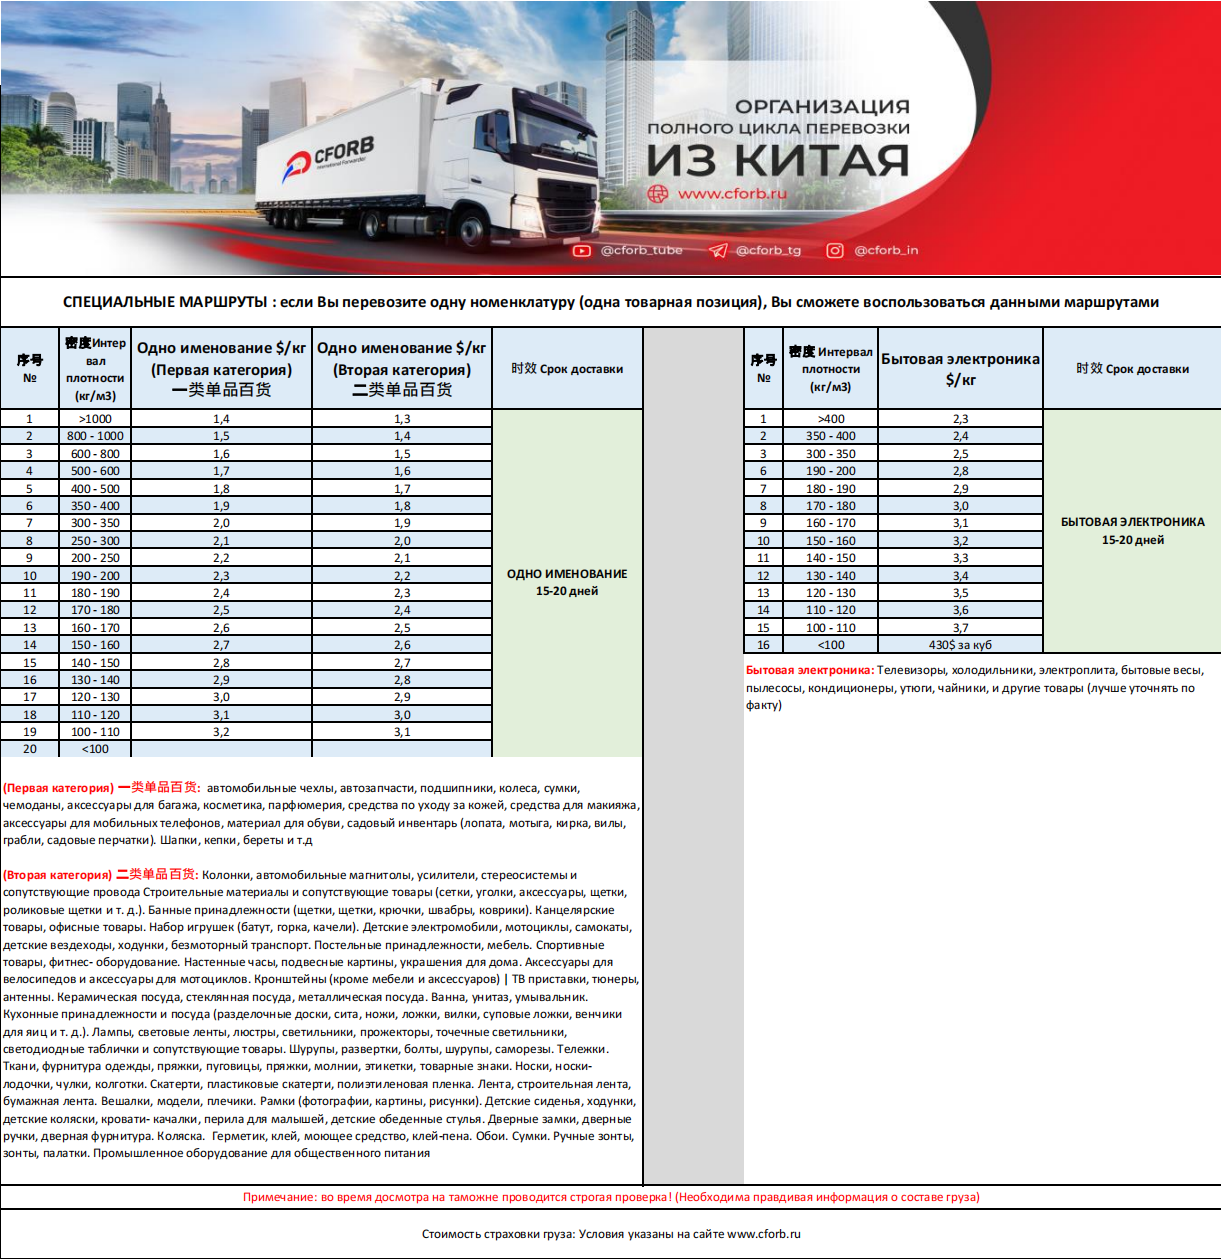 CFORB
International Forwarder
ОРГАНИЗАЦИЯ
ПОЛНОГО ЦИКЛА ПЕРЕВОЗКИ
ИЗ КИТАЯ
www.cforb.ru
@cforb_tube @cforb_tg @cforb_in
СПЕЦИАЛЬНЫЕ МАРШРУТЫ : если Вы перевозите одну номенклатуру (одна товарная позиция), Вы сможете воспользоваться данными маршрутами
序号 № 密度Интервал плотности (кг/м3) Одно именование $/кг (Первая категория) 一类单品百货 Одно именование $/кг (Вторая категория) 二类单品百货 时效 Срок доставки
1 >1000 1,4 1,3
2 800 - 1000 1,5 1,4
3 600 - 800 1,6 1,5
4 500 - 600 1,7 1,6
5 400 - 500 1,8 1,7
6 350 - 400 1,9 1,8
7 300 - 350 2,0 1,9
8 250 - 300 2,1 2,0
9 200 - 250 2,2 2,1
10 190 - 200 2,3 2,2
11 180 - 190 2,4 2,3
12 170 - 180 2,5 2,4
13 160 - 170 2,6 2,5
14 150 - 160 2,7 2,6
15 140 - 150 2,8 2,7
16 130 - 140 2,9 2,8
17 120 - 130 3,0 2,9
18 110 - 120 3,1 3,0
19 100 - 110 3,2 3,1
20 <100
ОДНО ИМЕНОВАНИЕ
15-20 дней
(Первая категория) 一类单品百货: автомобильные чехлы, автозапчасти, подшипники, колеса, сумки,
чемоданы, аксессуары для багажа, косметика, парфюмерия, средства по уходу за кожей, средства для макияжа,
аксессуары для мобильных телефонов, материал для обуви, садовый инвентарь (лопата, мотыга, кирка, вилы,
грабли, садовые перчатки). Шапки, кепки, береты и т.д
(Вторая категория) 二类单品百货: Колонки, автомобильные магнитолы, усилители, стереосистемы и
сопутствующие провода Строительные материалы и сопутствующие товары (сетки, уголки, аксессуары, щетки,
роликовые щетки и т. д.). Банные принадлежности (щетки, щетки, крючки, швабры, коврики). Канцелярские
товары, офисные товары. Набор игрушек (батут, горка, качели). Детские электромобили, мотоциклы, самокаты,
детские вездеходы, ходунки, безмоторный транспорт. Постельные принадлежности, мебель. Спортивные
товары, фитнес- оборудование. Настенные часы, подвесные картины, украшения для дома. Аксессуары для
велосипедов и аксессуары для мотоциклов. Кронштейны (кроме мебели и аксессуаров) | ТВ приставки, тюнеры,
антенны. Керамическая посуда, стеклянная посуда, металлическая посуда. Ванна, унитаз, умывальник.
Кухонные принадлежности и посуда (разделочные доски, сита, ножи, ложки, вилки, суповые ложки, венчики
для яиц и т. д.). Лампы, световые ленты, люстры, светильники, прожекторы, точечные светильники,
светодиодные таблички и сопутствующие товары. Шурупы, развертки, болты, шурупы, саморезы. Тележки.
Ткани, фурнитура одежды, пряжки, пуговицы, пряжки, молнии, этикетки, товарные знаки. Носки, носки-
лодочки, чулки, колготки. Скатерти, пластиковые скатерти, полиэтиленовая пленка. Лента, строительная лента,
бумажная лента. Вешалки, модели, плечики. Рамки (фотографии, картины, рисунки). Детские сиденья, ходунки,
детские коляски, кровати- качалки, перила для малышей, детские обеденные стулья. Дверные замки, дверные
ручки, дверная фурнитура. Коляска. Герметик, клей, моющее средство, клей-пена. Обои. Сумки. Ручные зонты,
зонты, палатки. Промышленное оборудование для общественного питания
序号 № 密度 Интервал плотности (кг/м3) Бытовая электроника $/кг 时效 Срок доставки
1 >400 2,3
2 350 - 400 2,4
3 300 - 350 2,5
6 190 - 200 2,8
7 180 - 190 2,9
8 170 - 180 3,0
9 160 - 170 3,1
10 150 - 160 3,2
11 140 - 150 3,3
12 130 - 140 3,4
13 120 - 130 3,5
14 110 - 120 3,6
15 100 - 110 3,7
16 <100 430$ за куб
БЫТОВАЯ ЭЛЕКТРОНИКА
15-20 дней
Бытовая электроника: Телевизоры, холодильники, электроплита, бытовые весы,
пылесосы, кондиционеры, утюги, чайники, и другие товары (лучше уточнять по
факту)
Примечание: во время досмотра на таможне проводится строгая проверка! (Необходима правдивая информация о составе груза)
Стоимость страховки груза: Условия указаны на сайте www.cforb.ru